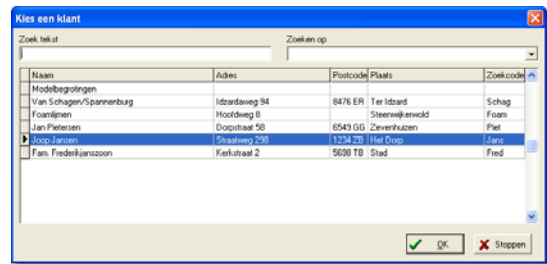 Kies een klant
Zoek tekst Zoeken op
Naam Adres Postcode Plaats Zoekcode
Modelbegrotingen
Van Schagen/Spannenburg Idzardaweg 94 8476 ER Ter Idzard Schag
Foamlijmen Hoofdweg 8 Steenwijkerwold Foam
Jan Pietersen Dorpstraat 58 6549 GG Zevenhuizen Piet
Joop Jansen Straatweg 298 1234 ZB Het Dorp Jans
Fam. Frederikjanszoon Kerkstraat 2 5698 TB Stad Fred
OK Stoppen